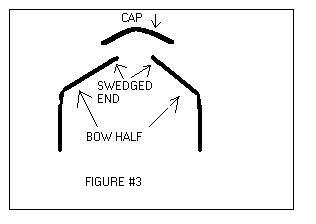 CAP
SWEDGED
END
BOW HALF
FIGURE #3